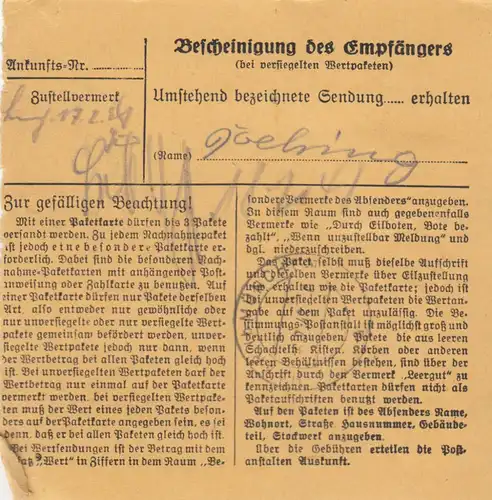 Ankunfts-Nr.
Zustellvermerk
Bescheinigung des Empfängers
(bei versiegelten Wertpaketen)
Umstehend bezeichnete Sendung...... erhalten
(Name)
Zur gefälligen Beachtung!
Mit einer Paketkarte dürfen bis 3 Pakete
versandt werden. Zu jedem Nachnahmepaket
ist jedoch eine besondere Paketkarte er-
forderlich. Dabei sind die besonderen Nach-
nahme-Paketkarten mit anhängender Post-
anweisung oder Zahlkarte zu benutzen. Auf
einer Paketkarte dürfen nur Pakete derselben
Art, also entweder nur gewöhnliche oder
nur unversiegelte oder nur versiegelte Wert-
pakete gemeinsam befördert werden, unver-
siegelte Wertpakete jedoch nur dann, wenn
der Wertbetrag bei allen Paketen gleich hoch
ist. Bei unversiegelten Wertpaketen darf der
Wertbetrag nur einmal auf der Paketkarte
vermerkt werden. bei versiegelten Wertpake-
ten muß der Wert eines jeden Pakets beson-
ders auf der Paketkarte angegeben sein, es sei
denn, daß er bei allen Paketen gleich hoch ist.
Bei Wertsendungen ist der Betrag mit dem
satz „Wert” in Ziffern in dem Raum „Be-
sondere Vermerke des Absenders“ anzugeben.
In diesem Raum sind auch gegebenenfalls
Vermerke wie „Durch Eilboten, Bote be-
zahlt“, „Wenn unzustellbar Meldung“ und
dgl. niederzuschreiben.
Das Paket selbst muß dieselbe Aufschrift
und dieselben Vermerke über Eilzustellung
usw. erhalten wie die Paketkarte; jedoch ist
bei unversiegelten Wertpaketen die Wertan-
gabe auf dem Paket unzulässig. Die Be-
stimmungs-Postanstalt ist möglichst groß und
deutlich anzugeben. Pakete die aus leeren
Schachteln, Kisten, Körben oder anderen
leeren Behältnissen bestehen, sind über der
Anschrift durch den Vermerk „Leergut“ zu
kennzeichnen. Paketkarten dürfen nicht als
Paketaufschriften benutzt werden.
Auf den Paketen ist des Absenders Name,
Wohnort, Straße, Hausnummer, Gebäude-
teil, Stockwerk anzugeben.
Über die Gebühren erteilen die Post-
anstalten Auskunft.